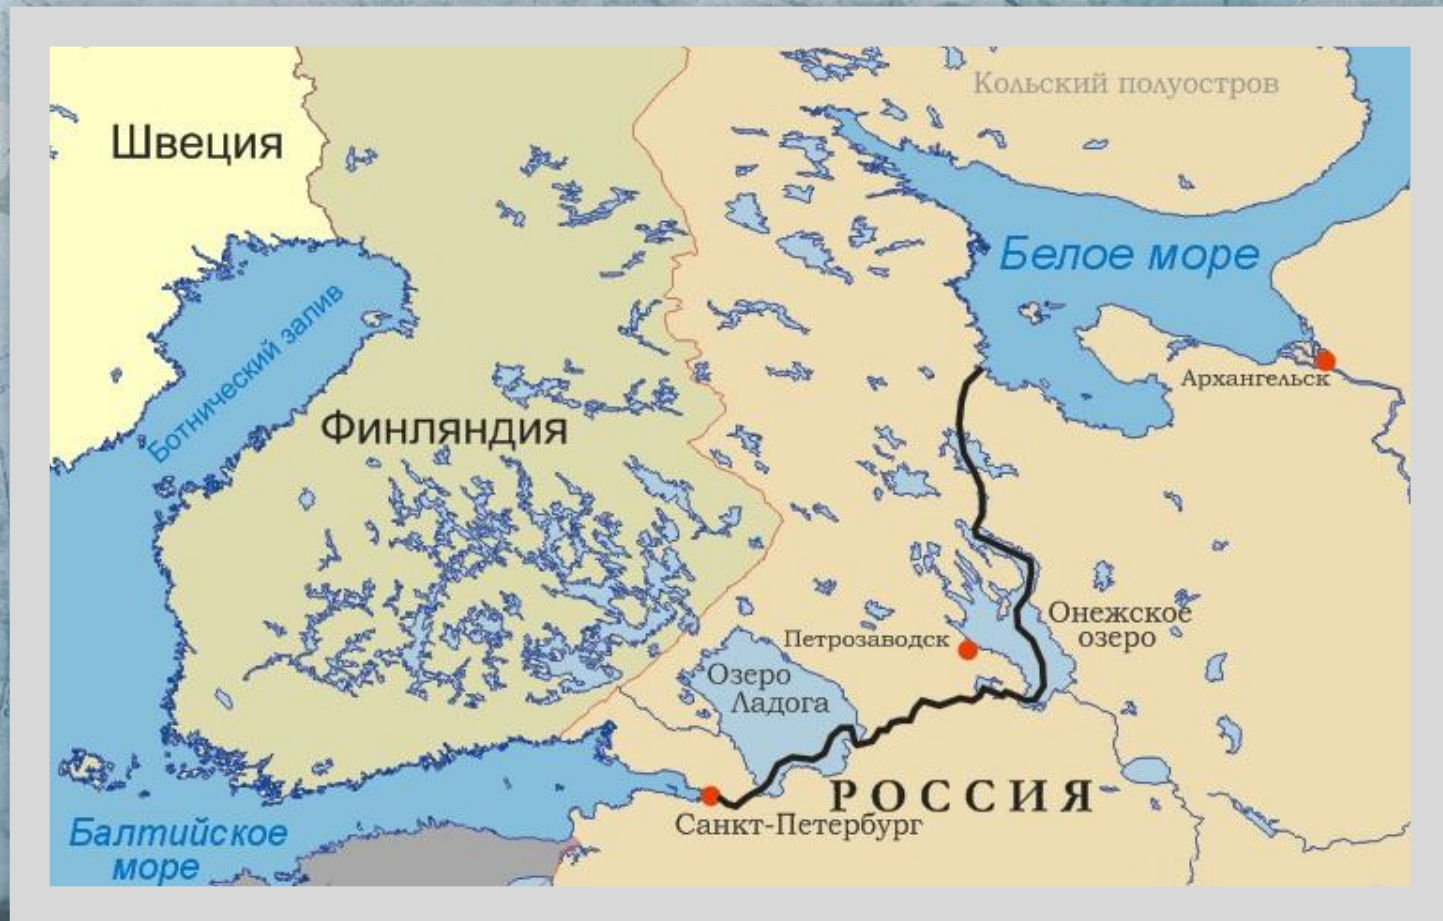 Кольский полуостров
Швеция
Белое море
Ботнический залив
Архангельск
Финляндия
Онежское
озеро
Петрозаводск
Озеро
Ладога
РОССИЯ
Санкт-Петербург
Балтийское
море